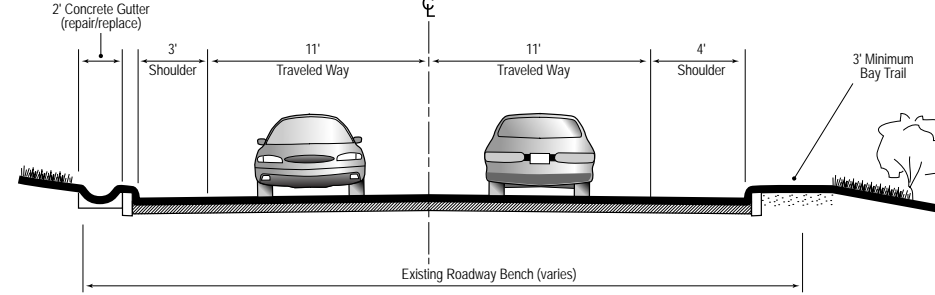 2' Concrete Gutter
(repair/replace)
℄
3'
Shoulder
11'
Traveled Way
11'
Traveled Way
4'
Shoulder
3' Minimum
Bay Trail
Existing Roadway Bench (varies)